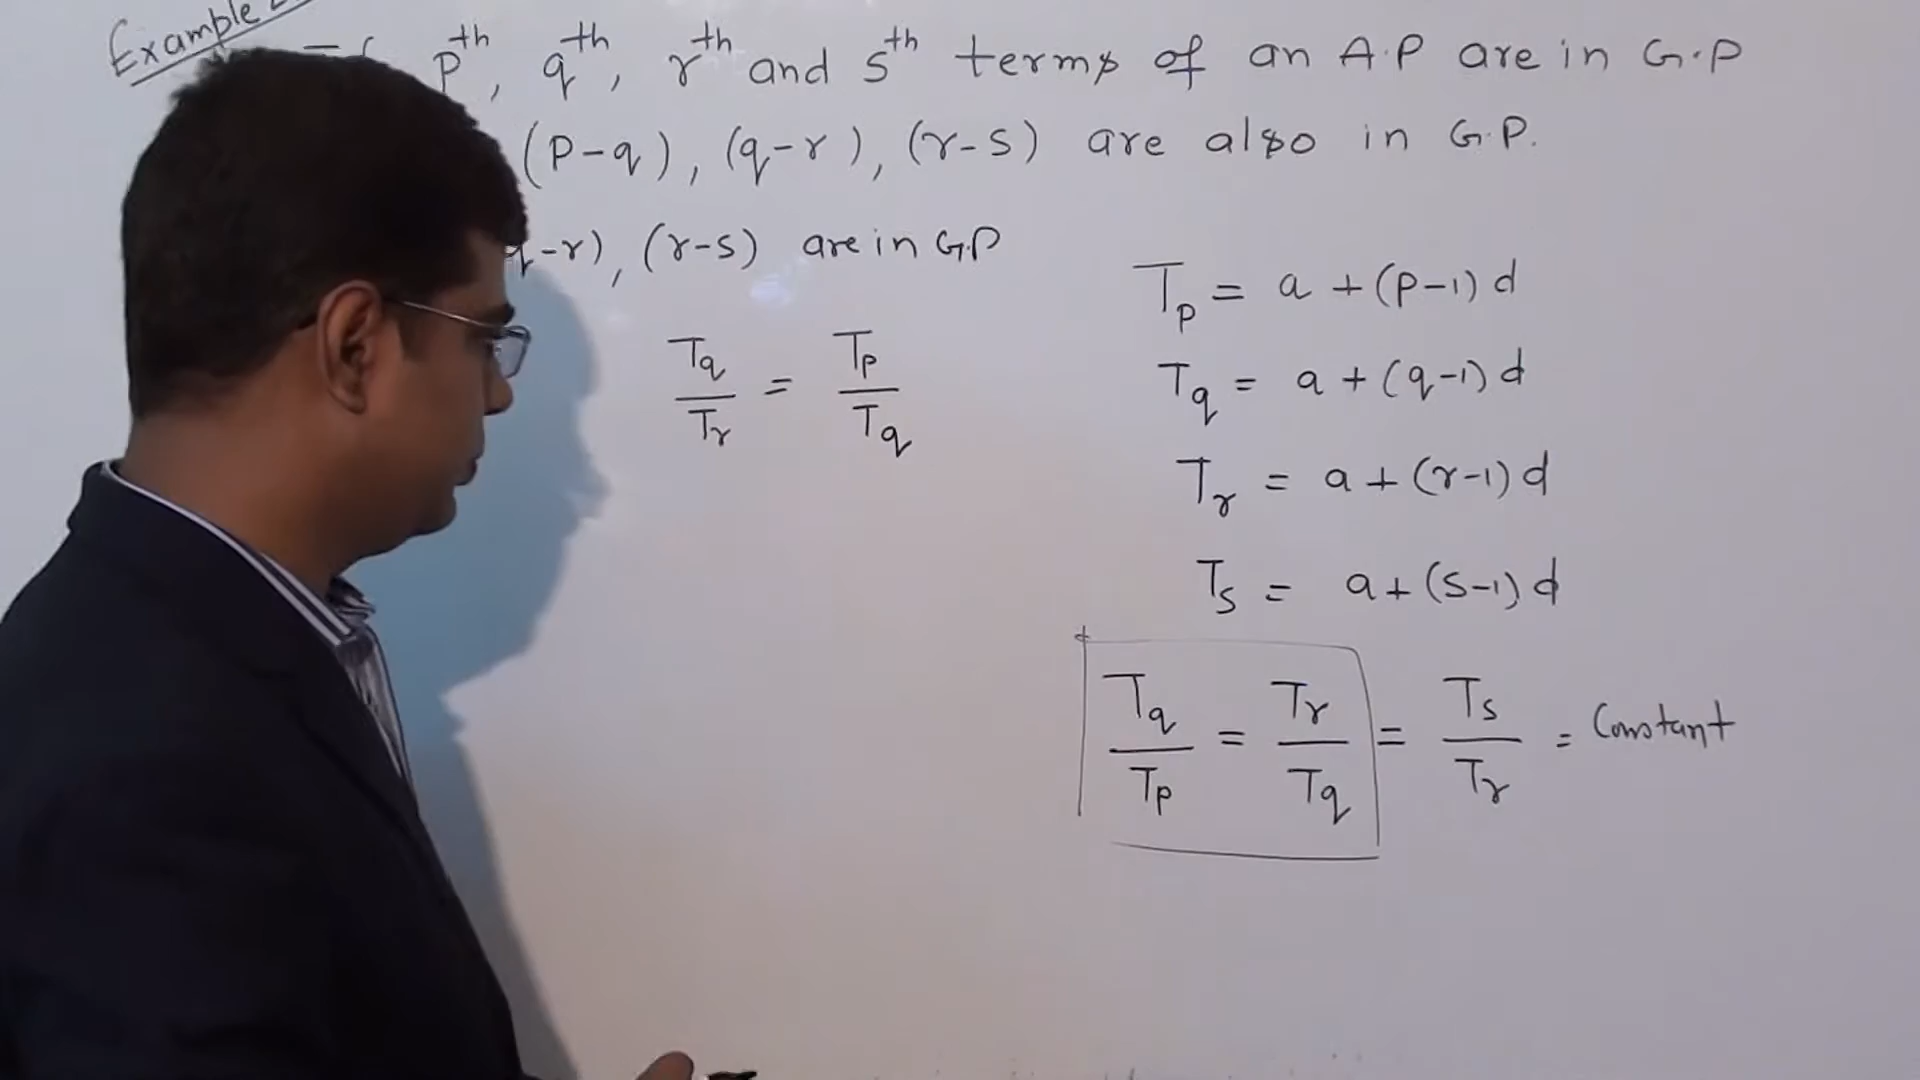 Example
pth, qth, rth and sth terms of an A.P are in G.P
(p-q), (q-r), (r-s) are also in G.P.
-r), (r-s) are in G.P
Tq/Tr = Tp/Tq
Tp = a + (p-1) d
Tq = a + (q-1) d
Tr = a + (r-1) d
Ts = a + (s-1) d
Tq/Tp = Tr/Tq = Ts/Tr = Constant